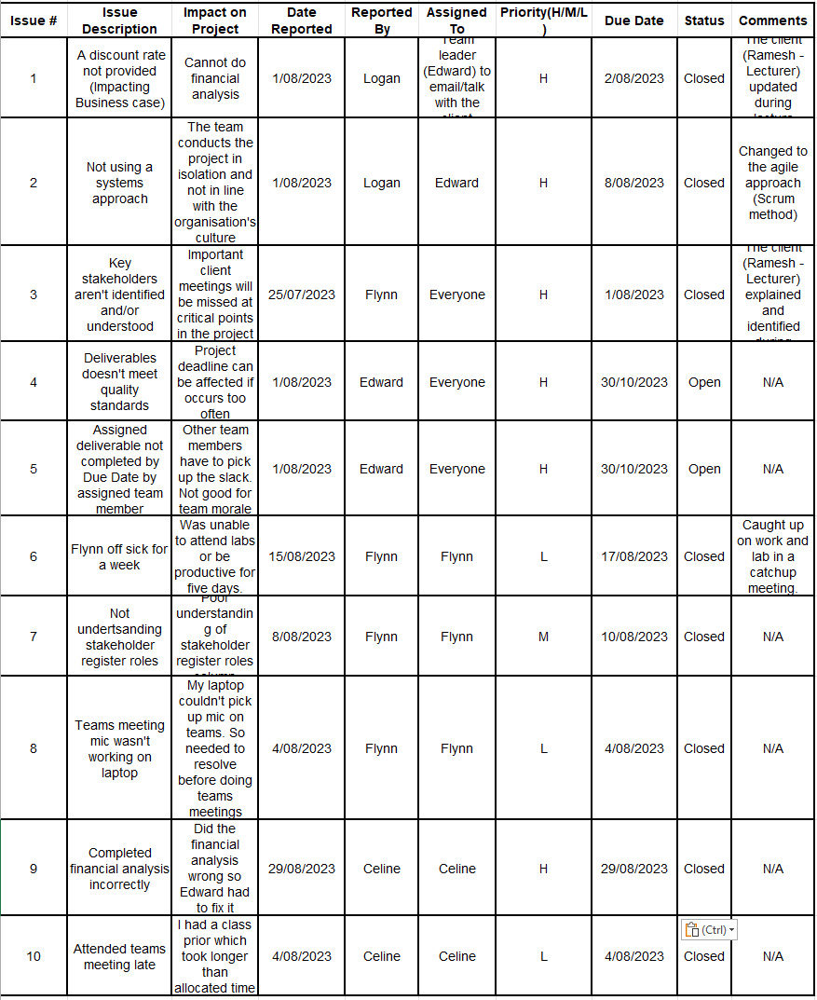 Issue #
Issue
Description
Impact on
Project
Date
Reported
Reported
By
Assigned
To
Priority(H/M/L
)
Due Date
Status
Comments
1
A discount rate
not provided
(Impacting
Business case)
Cannot do
financial
analysis
1/08/2023
Logan
Team
leader
(Edward) to
email/talk
with the
client
H
2/08/2023
Closed
The client
(Ramesh -
Lecturer)
updated
during
lecture
2
Not using a
systems
approach
The team
conducts the
project in
isolation and
not in line
with the
organisation's
culture
1/08/2023
Logan
Edward
H
8/08/2023
Closed
Changed to
the agile
approach
(Scrum
method)
3
Key
stakeholders
aren't identified
and/or
understood
Important
client
meetings will
be missed at
critical points
in the project
25/07/2023
Flynn
Everyone
H
1/08/2023
Closed
The client
(Ramesh -
Lecturer)
explained
and
identified
during
4
Deliverables
doesn't meet
quality
standards
Project
deadline can
be affected if
occurs too
often
1/08/2023
Edward
Everyone
H
30/10/2023
Open
N/A
5
Assigned
deliverable not
completed by
Due Date by
assigned team
member
Other team
members
have to pick
up the slack.
Not good for
team morale
1/08/2023
Edward
Everyone
H
30/10/2023
Open
N/A
6
Flynn off sick for
a week
Was unable
to attend labs
or be
productive for
five days.
15/08/2023
Flynn
Flynn
L
17/08/2023
Closed
Caught up
on work and
lab in a
catchup
meeting.
7
Not
undertsanding
stakeholder
register roles
Poor
understandin
g of
stakeholder
register roles
column
8/08/2023
Flynn
Flynn
M
10/08/2023
Closed
N/A
8
Teams meeting
mic wasn't
working on
laptop
My laptop
couldn't pick
up mic on
teams. So
needed to
resolve
before doing
teams
meetings
4/08/2023
Flynn
Flynn
L
4/08/2023
Closed
N/A
9
Completed
financial analysis
incorrectly
Did the
financial
analysis
wrong so
Edward had
to fix it
29/08/2023
Celine
Celine
H
29/08/2023
Closed
N/A
10
Attended teams
meeting late
I had a class
prior which
took longer
than
allocated time
4/08/2023
Celine
Celine
L
4/08/2023
(Ctrl)
Closed
N/A